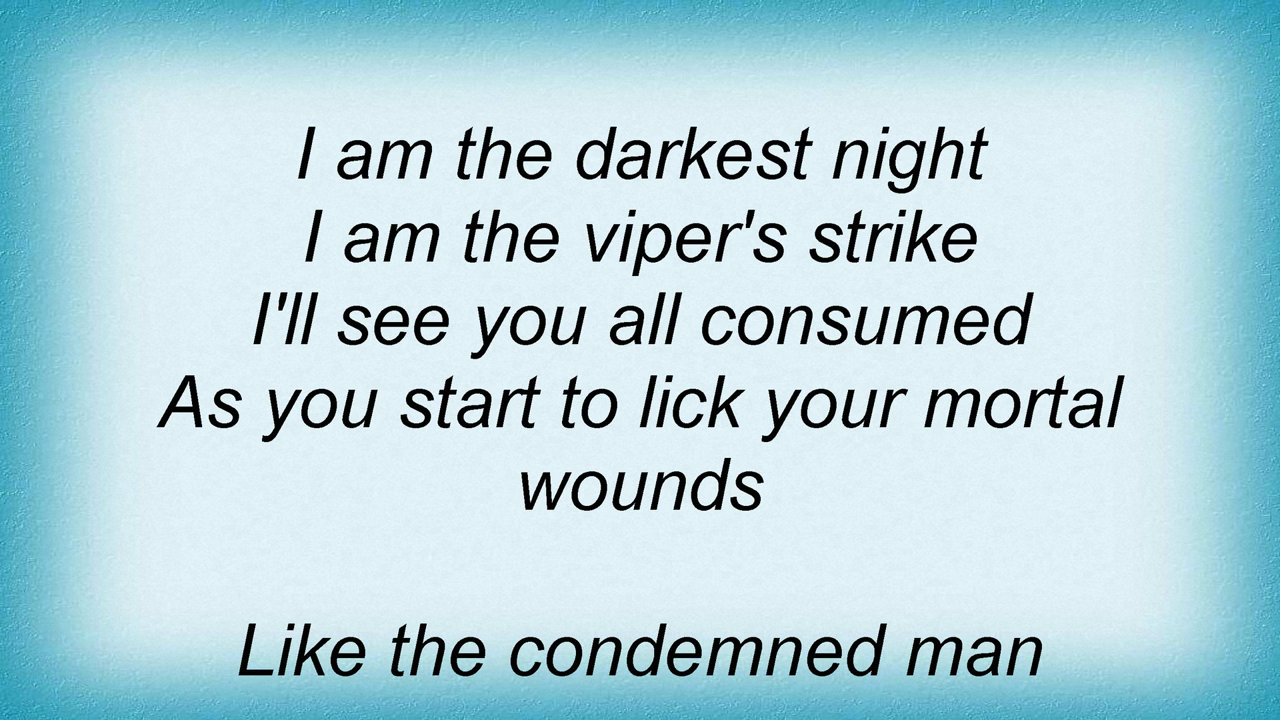 I am the darkest night
I am the viper's strike
I'll see you all consumed
As you start to lick your mortal
wounds
Like the condemned man